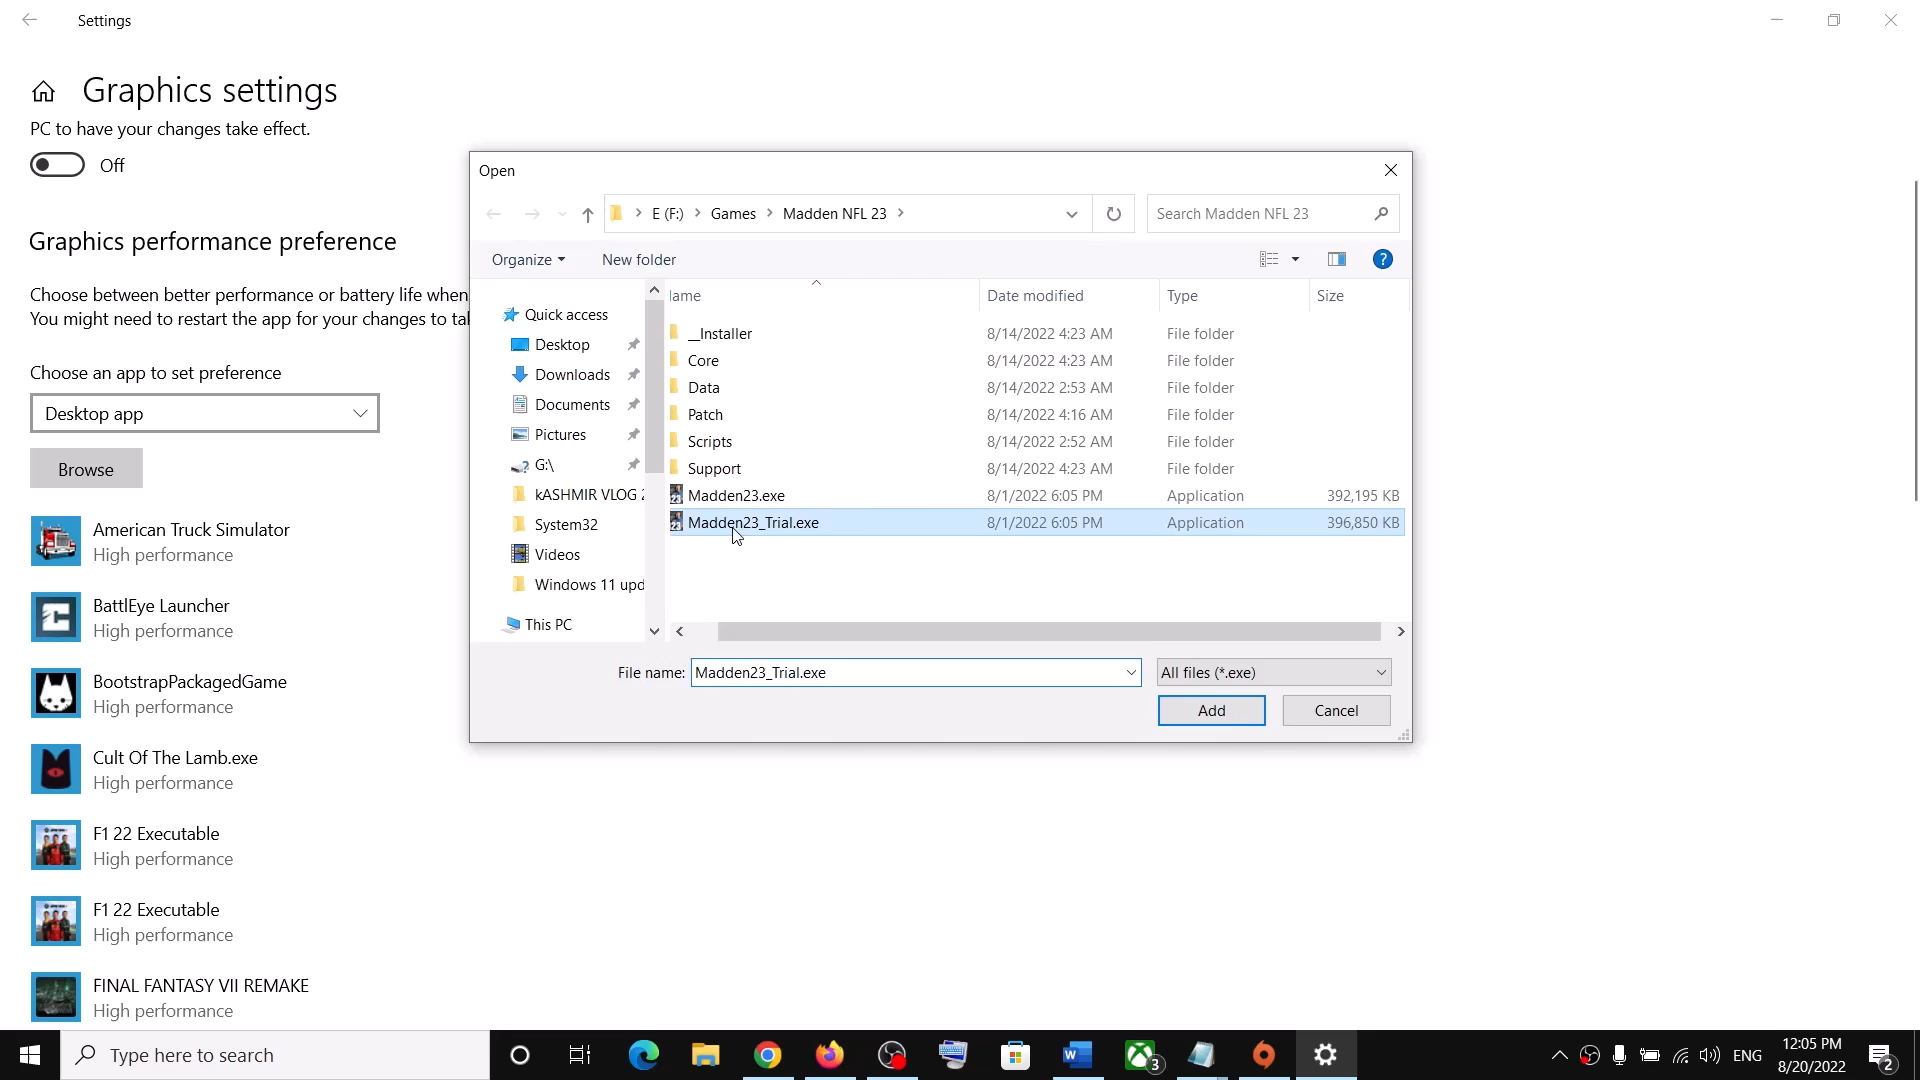 Settings
Graphics settings
PC to have your changes take effect.
Off
Graphics performance preference
Choose between better performance or battery life when
You might need to restart the app for your changes to tal
Choose an app to set preference
Desktop app
Browse
American Truck Simulator
High performance
BattlEye Launcher
High performance
BootstrapPackagedGame
High performance
Cult Of The Lamb.exe
High performance
F1 22 Executable
High performance
F1 22 Executable
High performance
FINAL FANTASY VII REMAKE
High performance
Open
E (F:) Games Madden NFL 23
Search Madden NFL 23
Organize New folder
Quick access
Desktop
Downloads
Documents
Pictures
G:\
kASHMIR VLOG 2
System32
Videos
Windows 11 upd
This PC
lame Date modified Type Size
__Installer 8/14/2022 4:23 AM File folder
Core 8/14/2022 4:23 AM File folder
Data 8/14/2022 2:53 AM File folder
Patch 8/14/2022 4:16 AM File folder
Scripts 8/14/2022 2:52 AM File folder
Support 8/14/2022 4:23 AM File folder
Madden23.exe 8/1/2022 6:05 PM Application 392,195 KB
Madden23_Trial.exe 8/1/2022 6:05 PM Application 396,850 KB
File name: Madden23_Trial.exe All files (*.exe)
Add Cancel
Type here to search
3
ENG
12:05 PM
8/20/2022
2